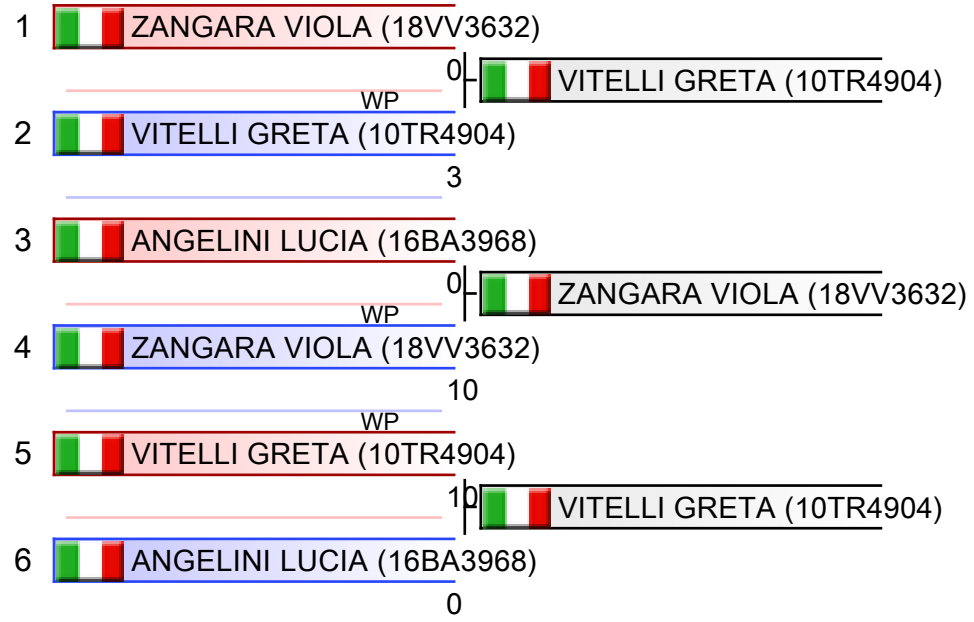 1 ZANGARA VIOLA (18VV3632)
0 VITELLI GRETA (10TR4904)
WP
2 VITELLI GRETA (10TR4904)
3
3 ANGELINI LUCIA (16BA3968)
0 ZANGARA VIOLA (18VV3632)
WP
4 ZANGARA VIOLA (18VV3632)
10
WP
5 VITELLI GRETA (10TR4904)
10 VITELLI GRETA (10TR4904)
6 ANGELINI LUCIA (16BA3968)
0